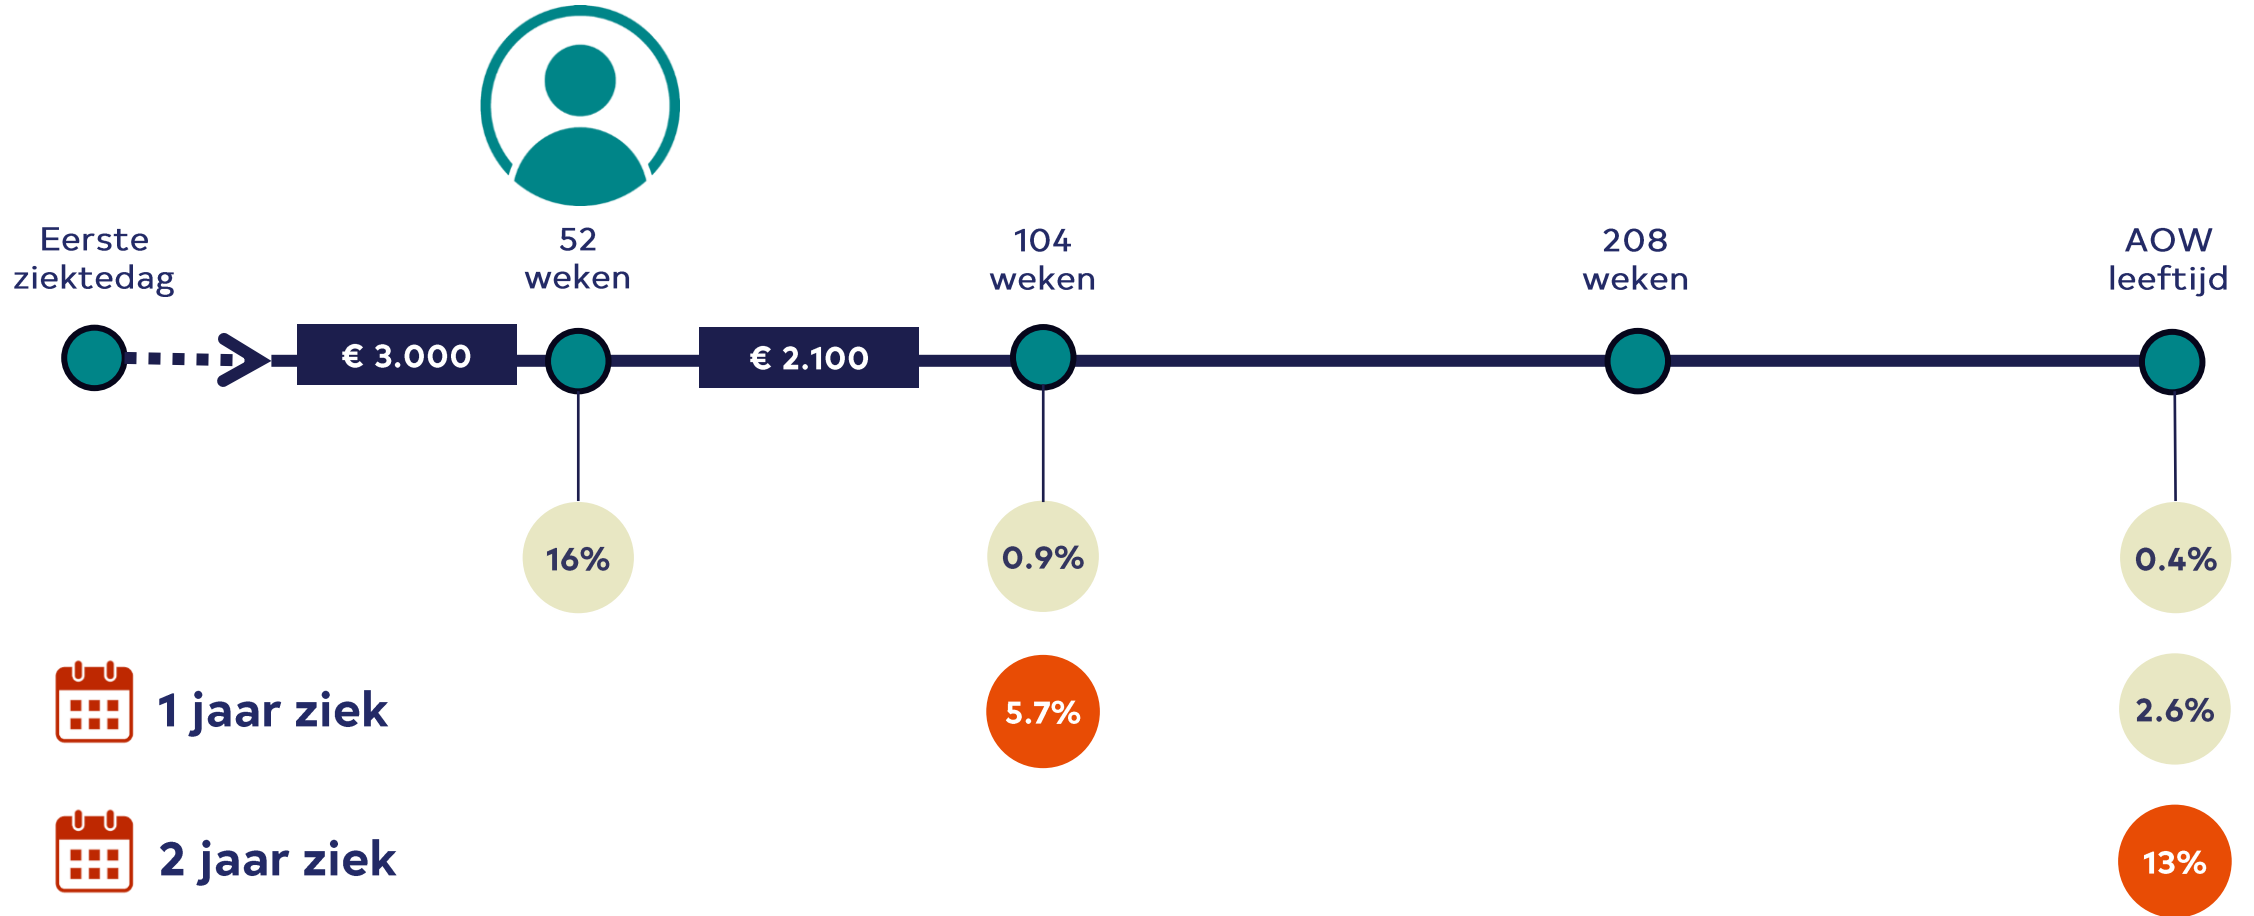 Eerste
ziektedag
52
weken
104
weken
208
weken
AOW
leeftijd
€ 3.000
€ 2.100
16%
0.9%
0.4%
1 jaar ziek
5.7%
2.6%
2 jaar ziek
13%